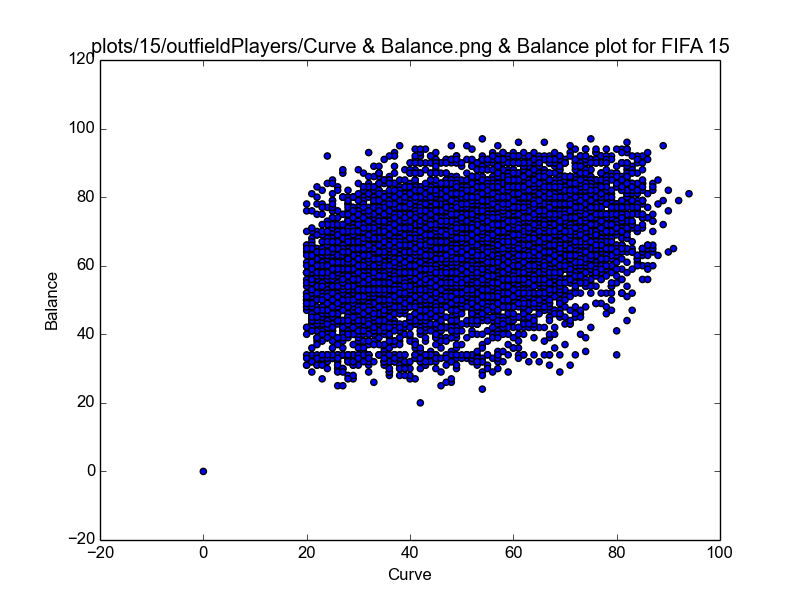 plots/15/outfieldPlayers/Curve & Balance.png & Balance plot for FIFA 15
120
100
80
60
40
20
0
−20
Balance
−20 0 20 40 60 80 100
Curve